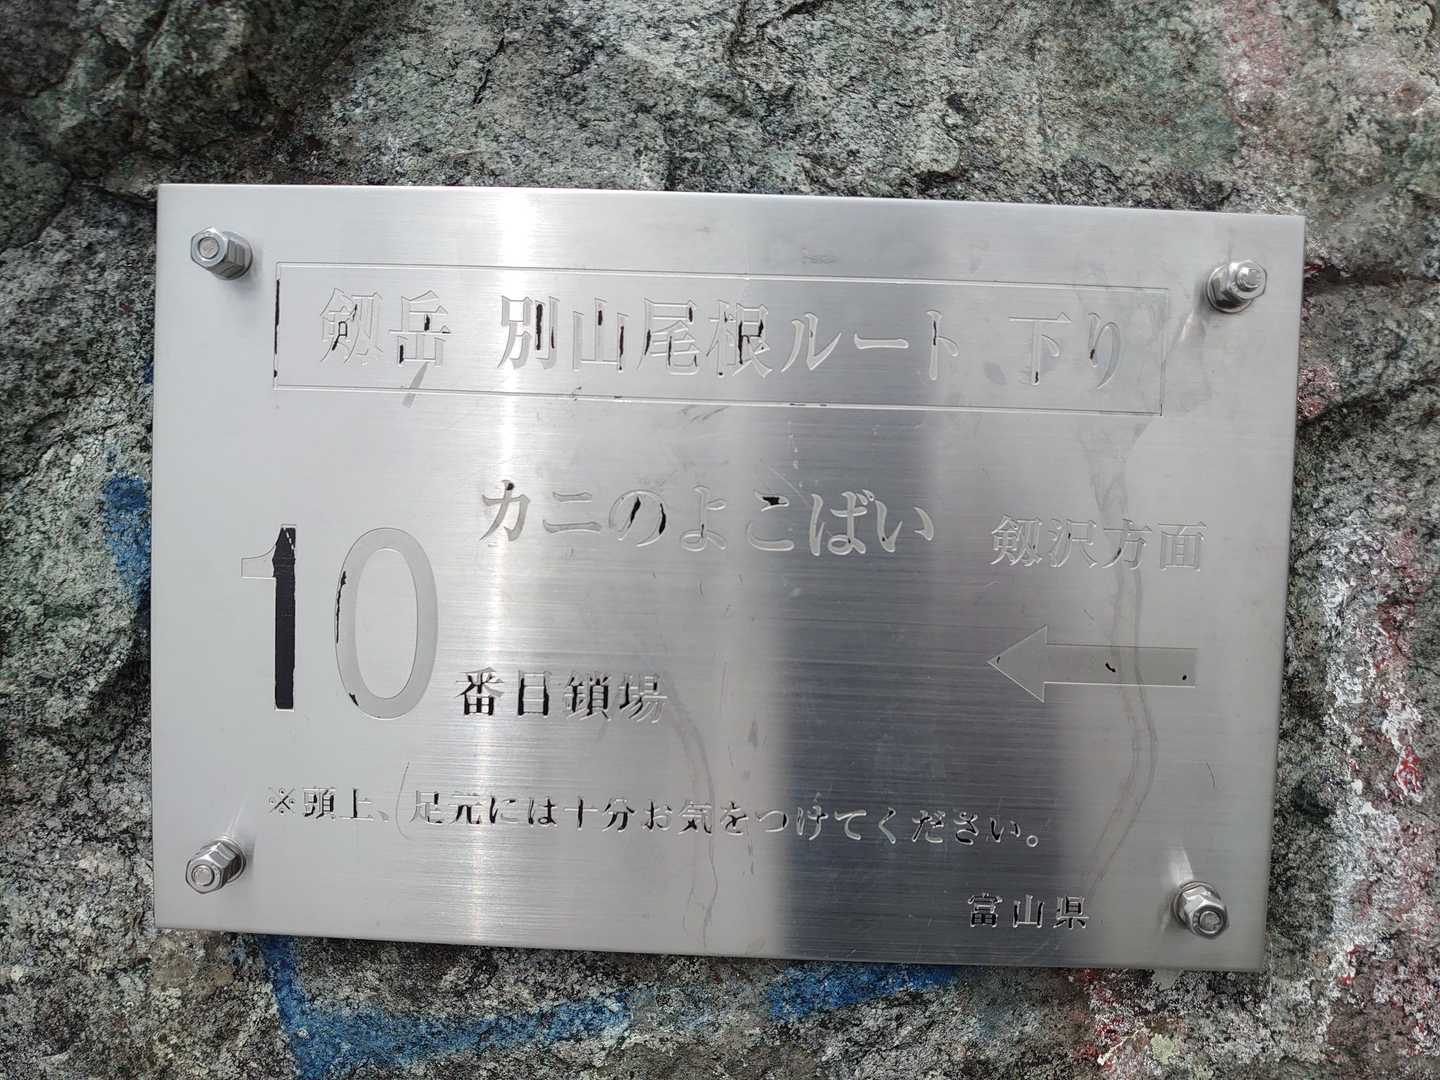 剱岳 別山尾根ルート 下り
カニのよこばい
剱沢方面
10番目鎖場
※頭上、足元には十分お気をつけてください。
富山県